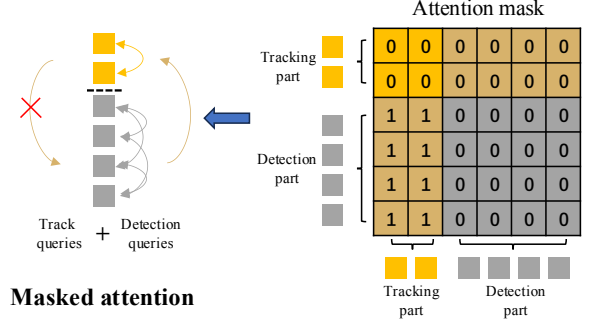 Attention mask
Tracking
part
0 0 0 0 0 0
0 0 0 0 0 0
Detection
part
1 1 0 0 0 0
1 1 0 0 0 0
1 1 0 0 0 0
1 1 0 0 0 0
Track
queries
+
Detection
queries
Tracking
part
Detection
part
Masked attention